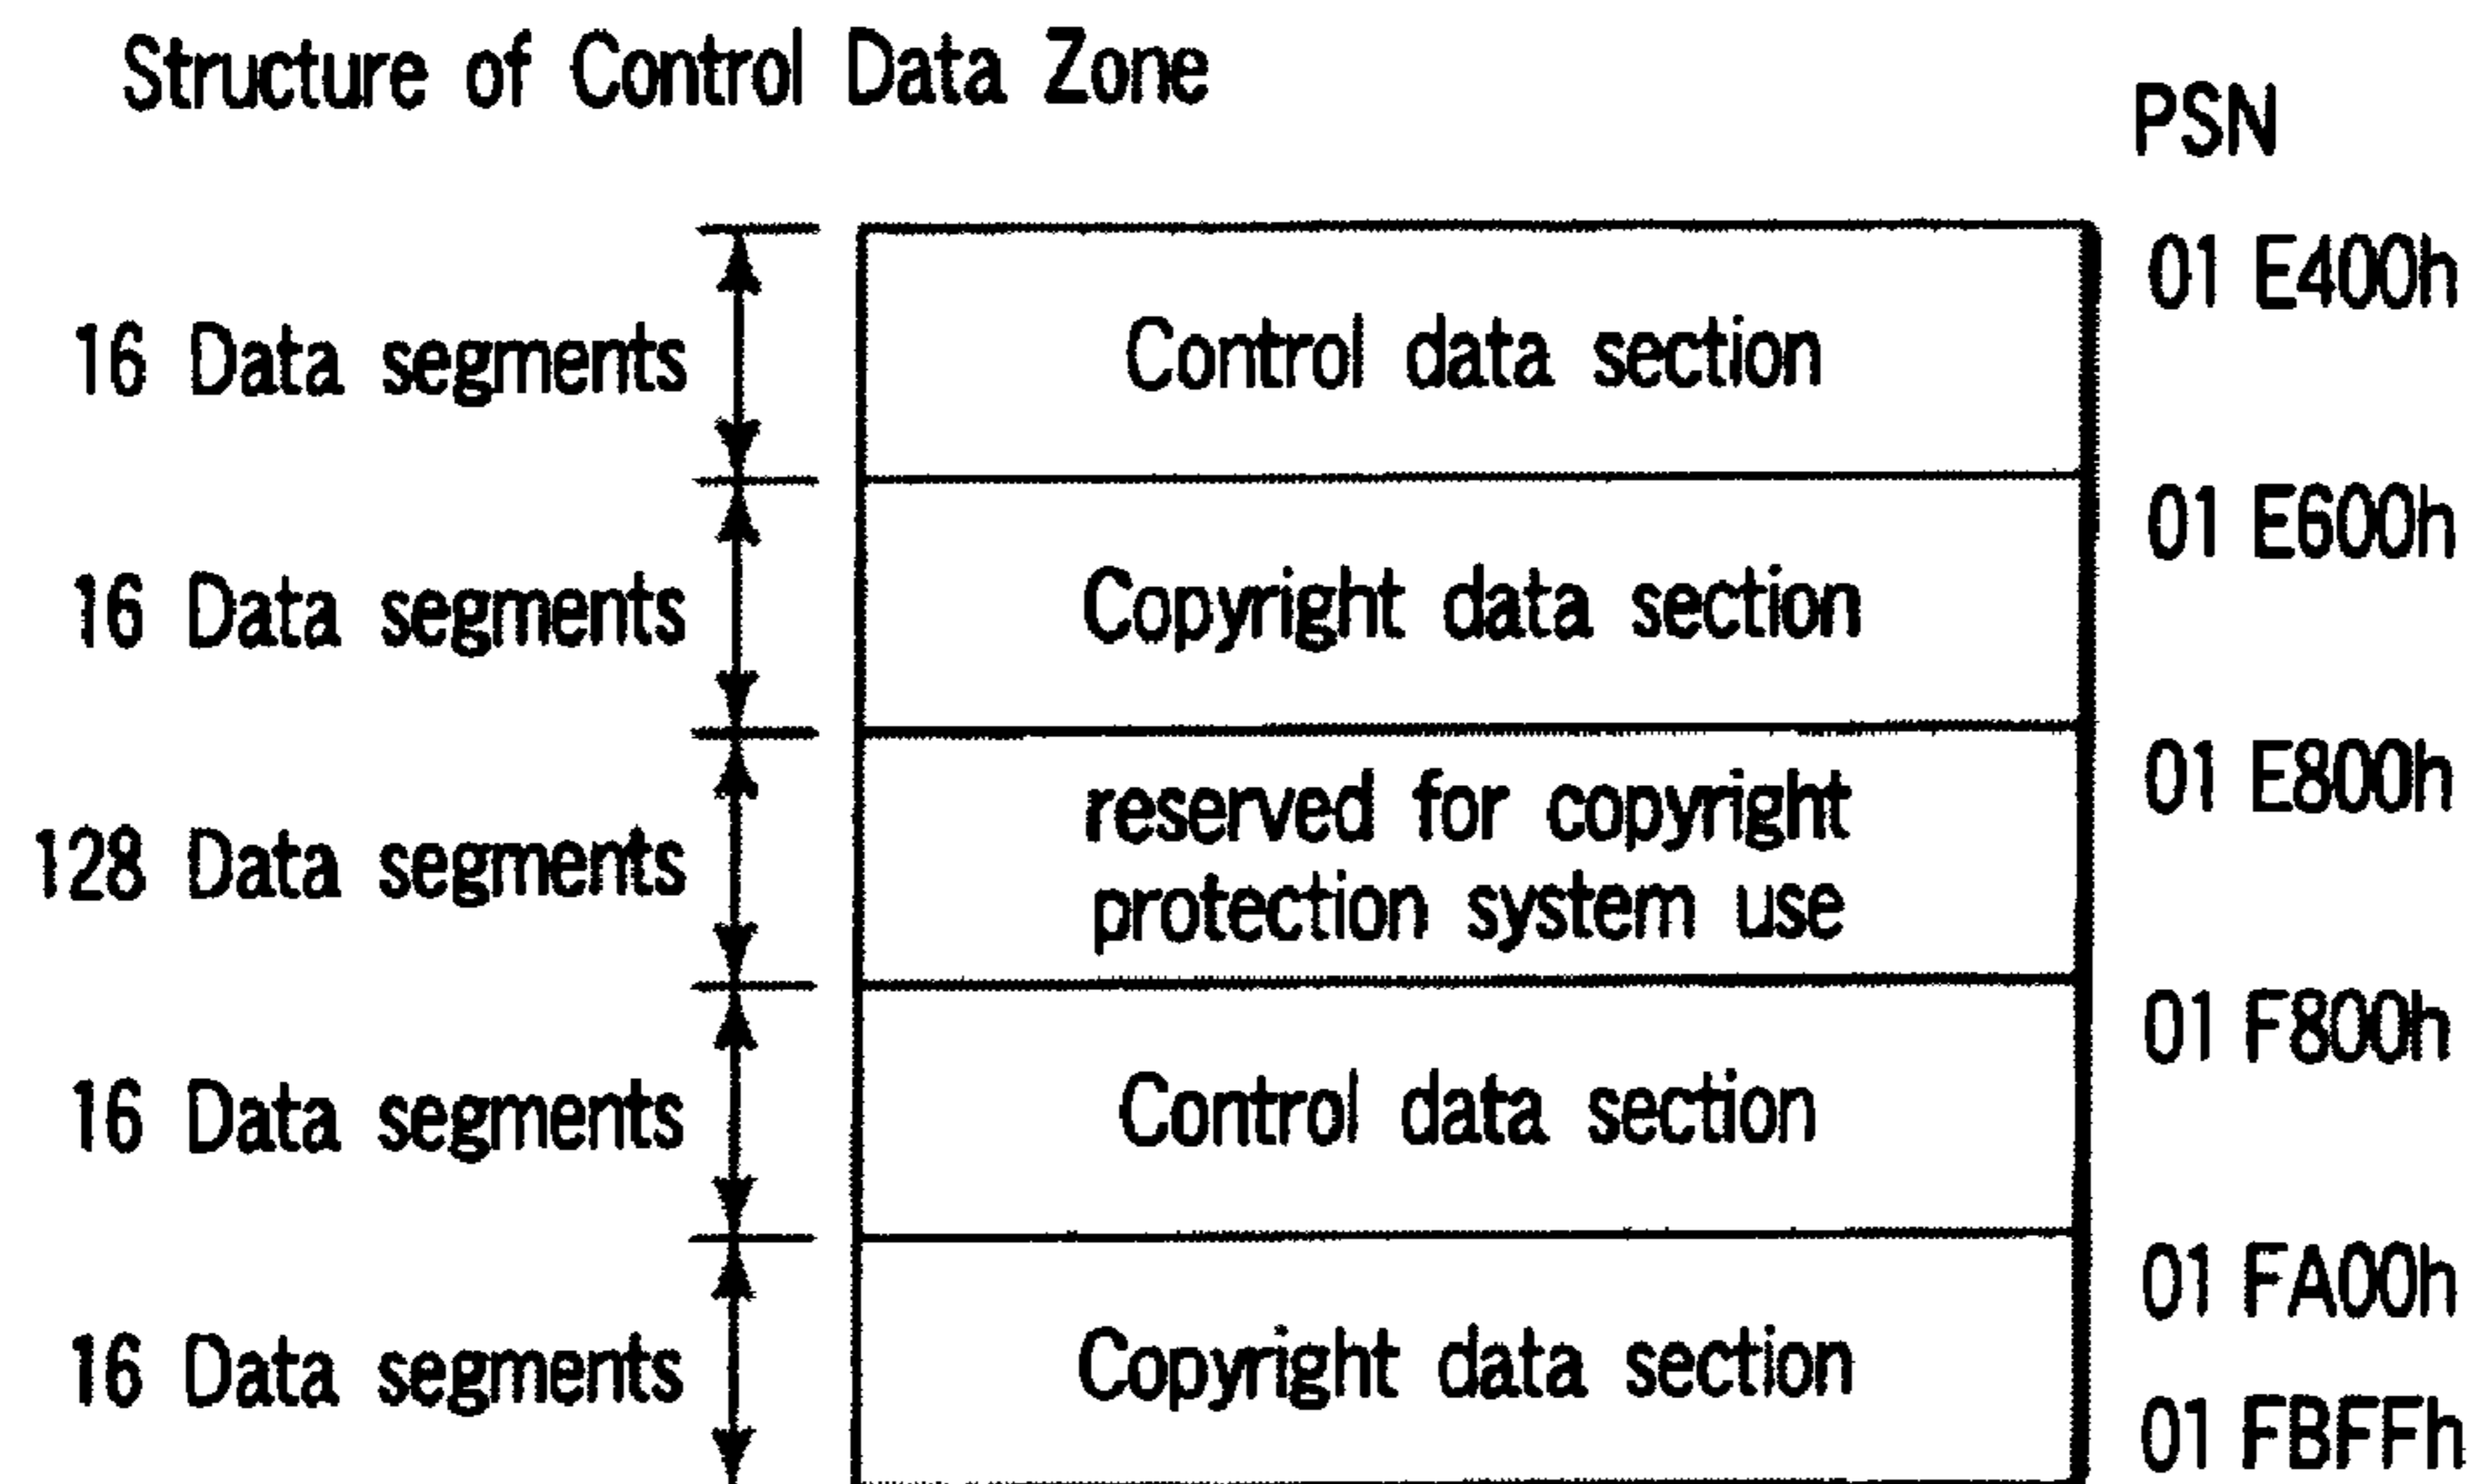 Structure of Control Data Zone
PSN
01 E400h
16 Data segments
Control data section
01 E600h
16 Data segments
Copyright data section
01 E800h
128 Data segments
reserved for copyright
protection system use
01 F800h
16 Data segments
Control data section
01 FA00h
16 Data segments
Copyright data section
01 FBFFh